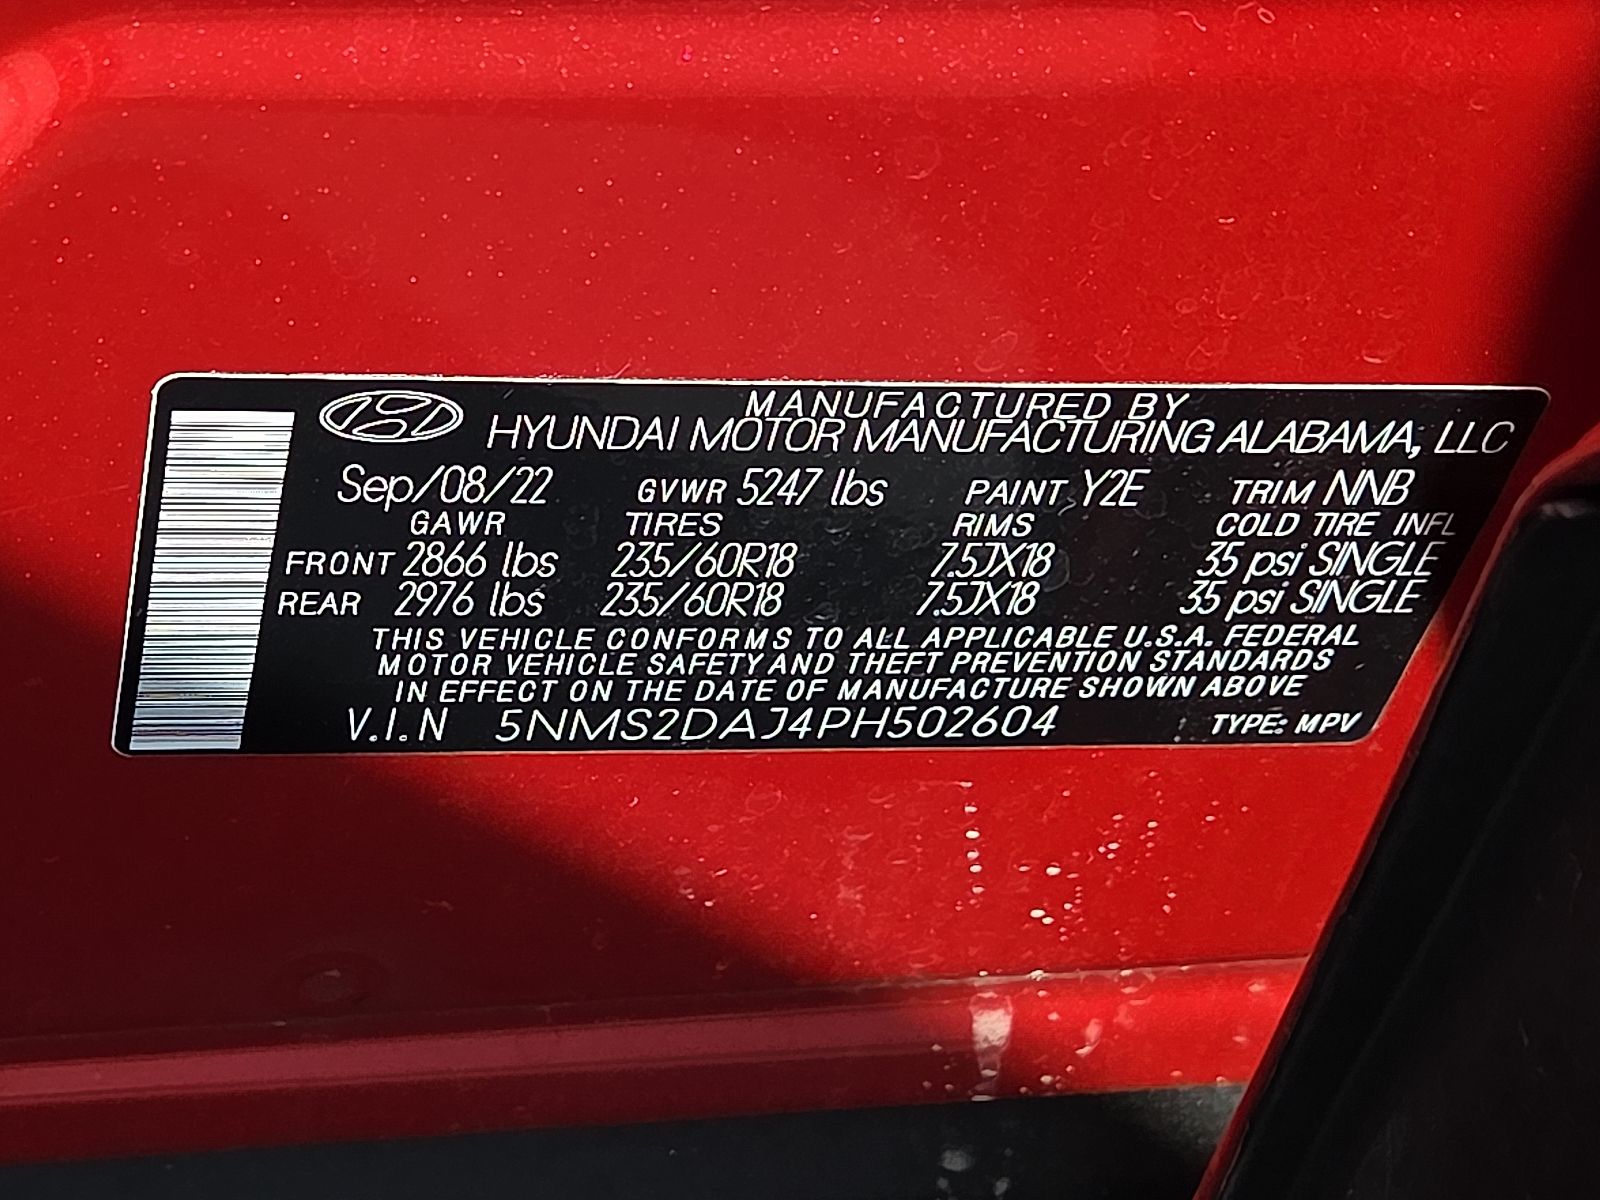 MANUFACTURED BY
HYUNDAI MOTOR MANUFACTURING ALABAMA, LLC
Sep/08/22 GVWR 5247 lbs PAINT Y2E TRIM NNB
GAWR TIRES RIMS COLD TIRE INFL
FRONT 2866 lbs 235/60R18 7.5JX18 35 psi SINGLE
REAR 2976 lbs 235/60R18 7.5JX18 35 psi SINGLE
THIS VEHICLE CONFORMS TO ALL APPLICABLE U.S.A. FEDERAL
MOTOR VEHICLE SAFETY AND THEFT PREVENTION STANDARDS
IN EFFECT ON THE DATE OF MANUFACTURE SHOWN ABOVE
V.I.N 5NMS2DAJ4PH502604 TYPE: MPV